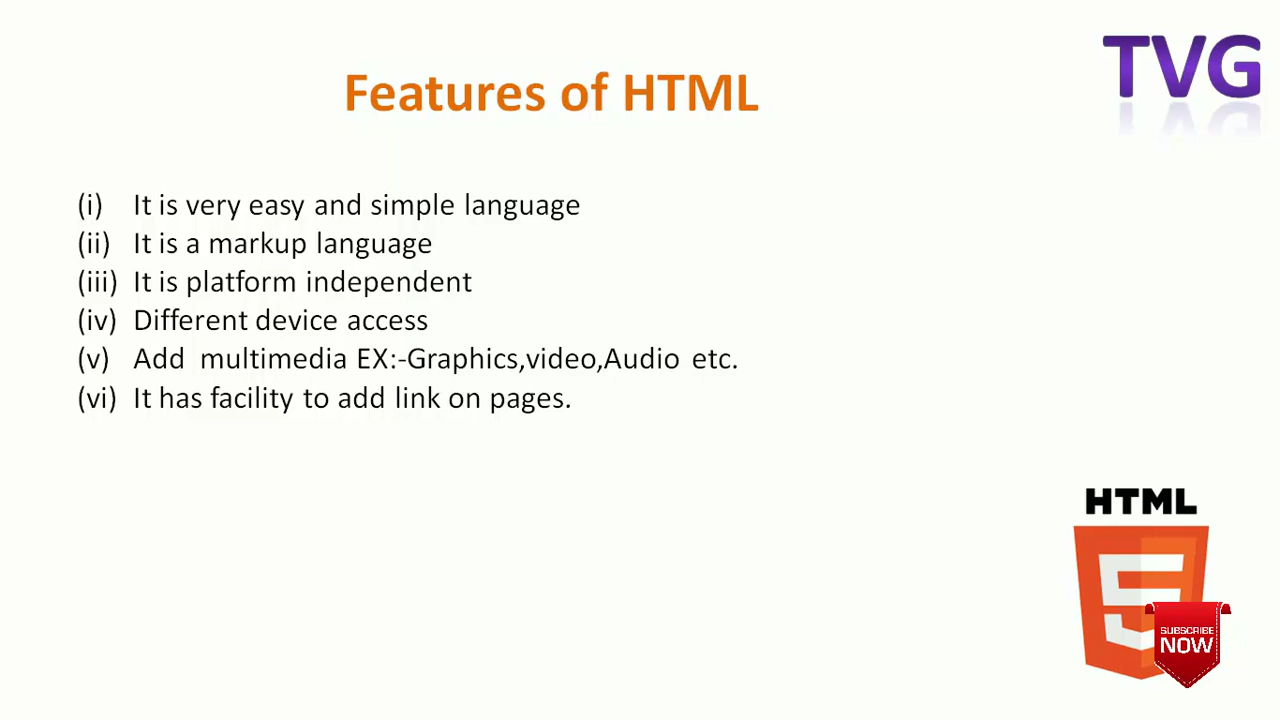 TVG
Features of HTML
(i) It is very easy and simple language
(ii) It is a markup language
(iii) It is platform independent
(iv) Different device access
(v) Add multimedia EX:-Graphics,video,Audio etc.
(vi) It has facility to add link on pages.
HTML
5
SUBSCRIBE
NOW